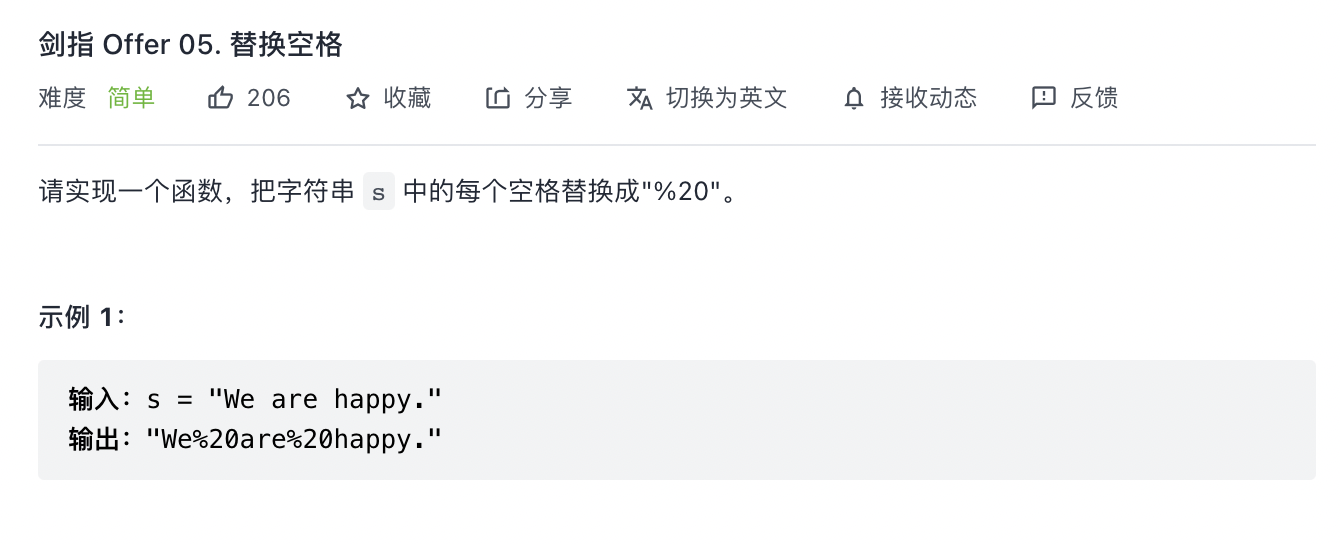 剑指 Offer 05. 替换空格
难度 简单 206 收藏 分享 切换为英文 接收动态 反馈
请实现一个函数，把字符串 s 中的每个空格替换成"%20"。
示例 1：
输入：s = "We are happy."
输出："We%20are%20happy."